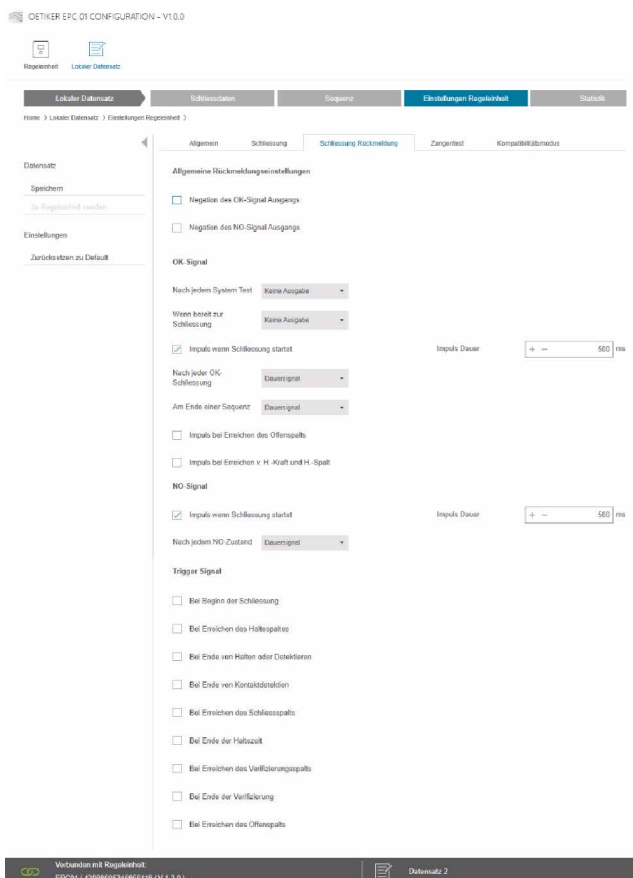 OETIKER EPC 01 CONFIGURATION – V1.0.0
Regeleinheit Lokaler Datensatz
Lokaler Datensatz Schliessdaten Sequenz Einstellungen Regeleinheit Statistik
Home > Lokaler Datensatz > Einstellungen Regeleinheit >
Allgemein Schliessung Schliessung Rückmeldung Zangentest Kompatibilitätsmodus
Datensatz
Speichern
Zu Regeleinheit senden
Einstellungen
Zurücksetzen zu Default
Allgemeine Rückmeldungseinstellungen
Negation des OK-Signal Ausgangs
Negation des NO-Signal Ausgangs
OK-Signal
Nach jedem System Test Keine Ausgabe
Wenn bereit zur
Schliessung Keine Ausgabe
Impuls wenn Schliessung startet Impuls Dauer + − 500 ms
Nach jeder OK-
Schliessung Dauersignal
Am Ende einer Sequenz Dauersignal
Impuls bei Erreichen des Offenspalts
Impuls bei Erreichen v. H.-Kraft und H.-Spalt
NO-Signal
Impuls wenn Schliessung startet Impuls Dauer + − 500 ms
Nach jedem NO-Zustand Dauersignal
Trigger Signal
Bei Beginn der Schliessung
Bei Erreichen des Haltespaltes
Bei Ende von Halten oder Detektieren
Bei Ende von Kontaktdetektion
Bei Erreichen des Schliessspalts
Bei Ende der Haltezeit
Bei Erreichen des Verifizierungsspalts
Bei Ende der Verifizierung
Bei Erreichen des Offenspalts
Verbunden mit Regeleinheit:
Datensatz 2